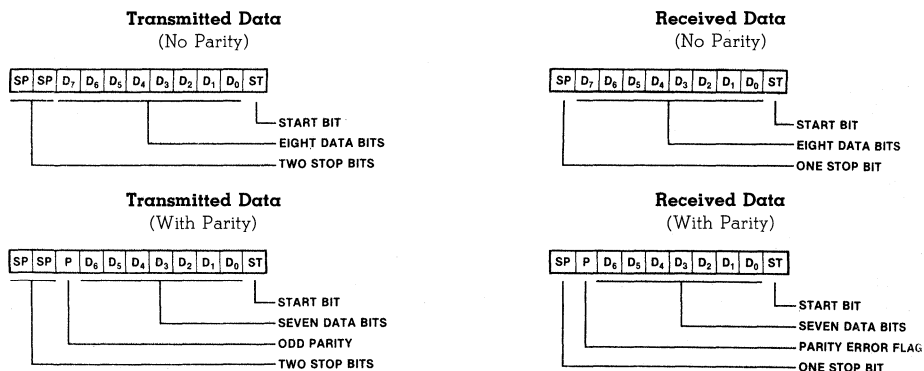 Transmitted Data
(No Parity)
SP SP D7 D6 D5 D4 D3 D2 D1 D0 ST
START BIT
EIGHT DATA BITS
TWO STOP BITS
Received Data
(No Parity)
SP D7 D6 D5 D4 D3 D2 D1 D0 ST
START BIT
EIGHT DATA BITS
ONE STOP BIT
Transmitted Data
(With Parity)
SP SP P D6 D5 D4 D3 D2 D1 D0 ST
START BIT
SEVEN DATA BITS
ODD PARITY
TWO STOP BITS
Received Data
(With Parity)
SP P D6 D5 D4 D3 D2 D1 D0 ST
START BIT
SEVEN DATA BITS
PARITY ERROR FLAG
ONE STOP BIT